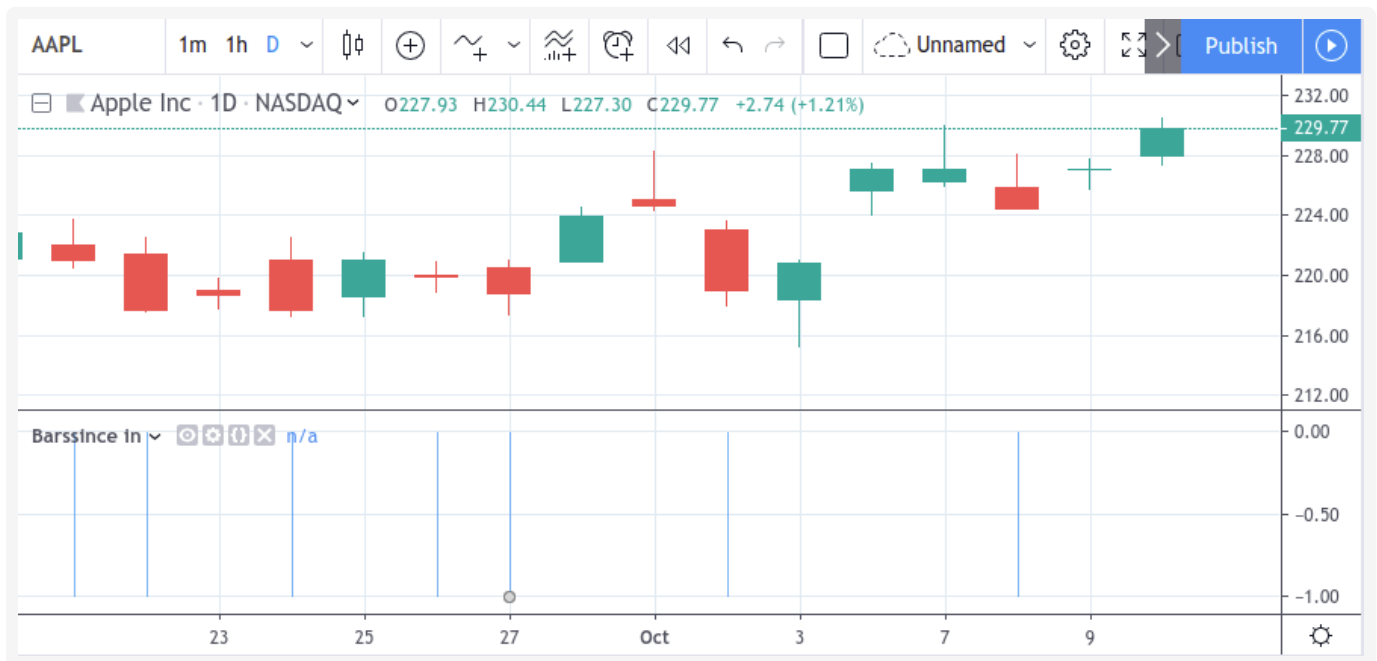 AAPL 1m 1h D Unnamed Publish
Apple Inc · 1D · NASDAQ O227.93 H230.44 L227.30 C229.77 +2.74 (+1.21%)
232.00
229.77
228.00
224.00
220.00
216.00
212.00
Barssince in {} n/a
0.00
−0.50
−1.00
23 25 27 Oct 3 7 9